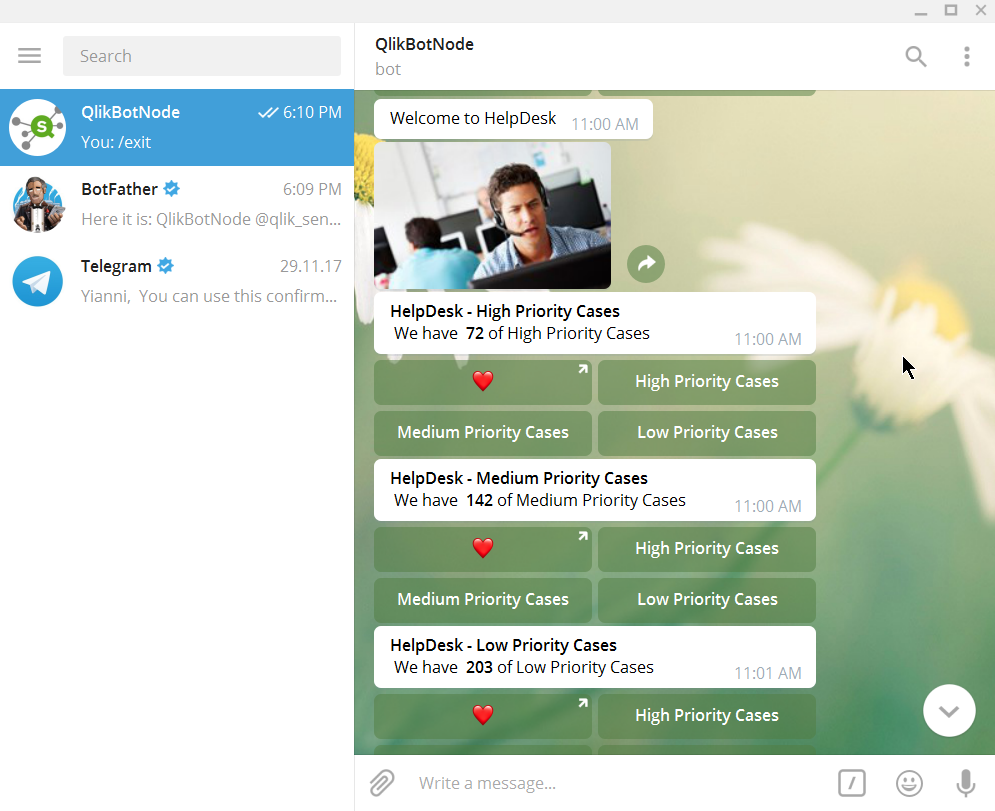 Search
QlikBotNode
6:10 PM
You: /exit
BotFather
6:09 PM
Here it is: QlikBotNode @qlik_sen...
Telegram
29.11.17
Yianni,  You can use this confirm...
QlikBotNode
bot
Welcome to HelpDesk
11:00 AM
HelpDesk - High Priority Cases
We have  72 of High Priority Cases
11:00 AM
High Priority Cases
Medium Priority Cases
Low Priority Cases
HelpDesk - Medium Priority Cases
We have  142 of Medium Priority Cases
11:00 AM
High Priority Cases
Medium Priority Cases
Low Priority Cases
HelpDesk - Low Priority Cases
We have  203 of Low Priority Cases
11:01 AM
High Priority Cases
Write a message...